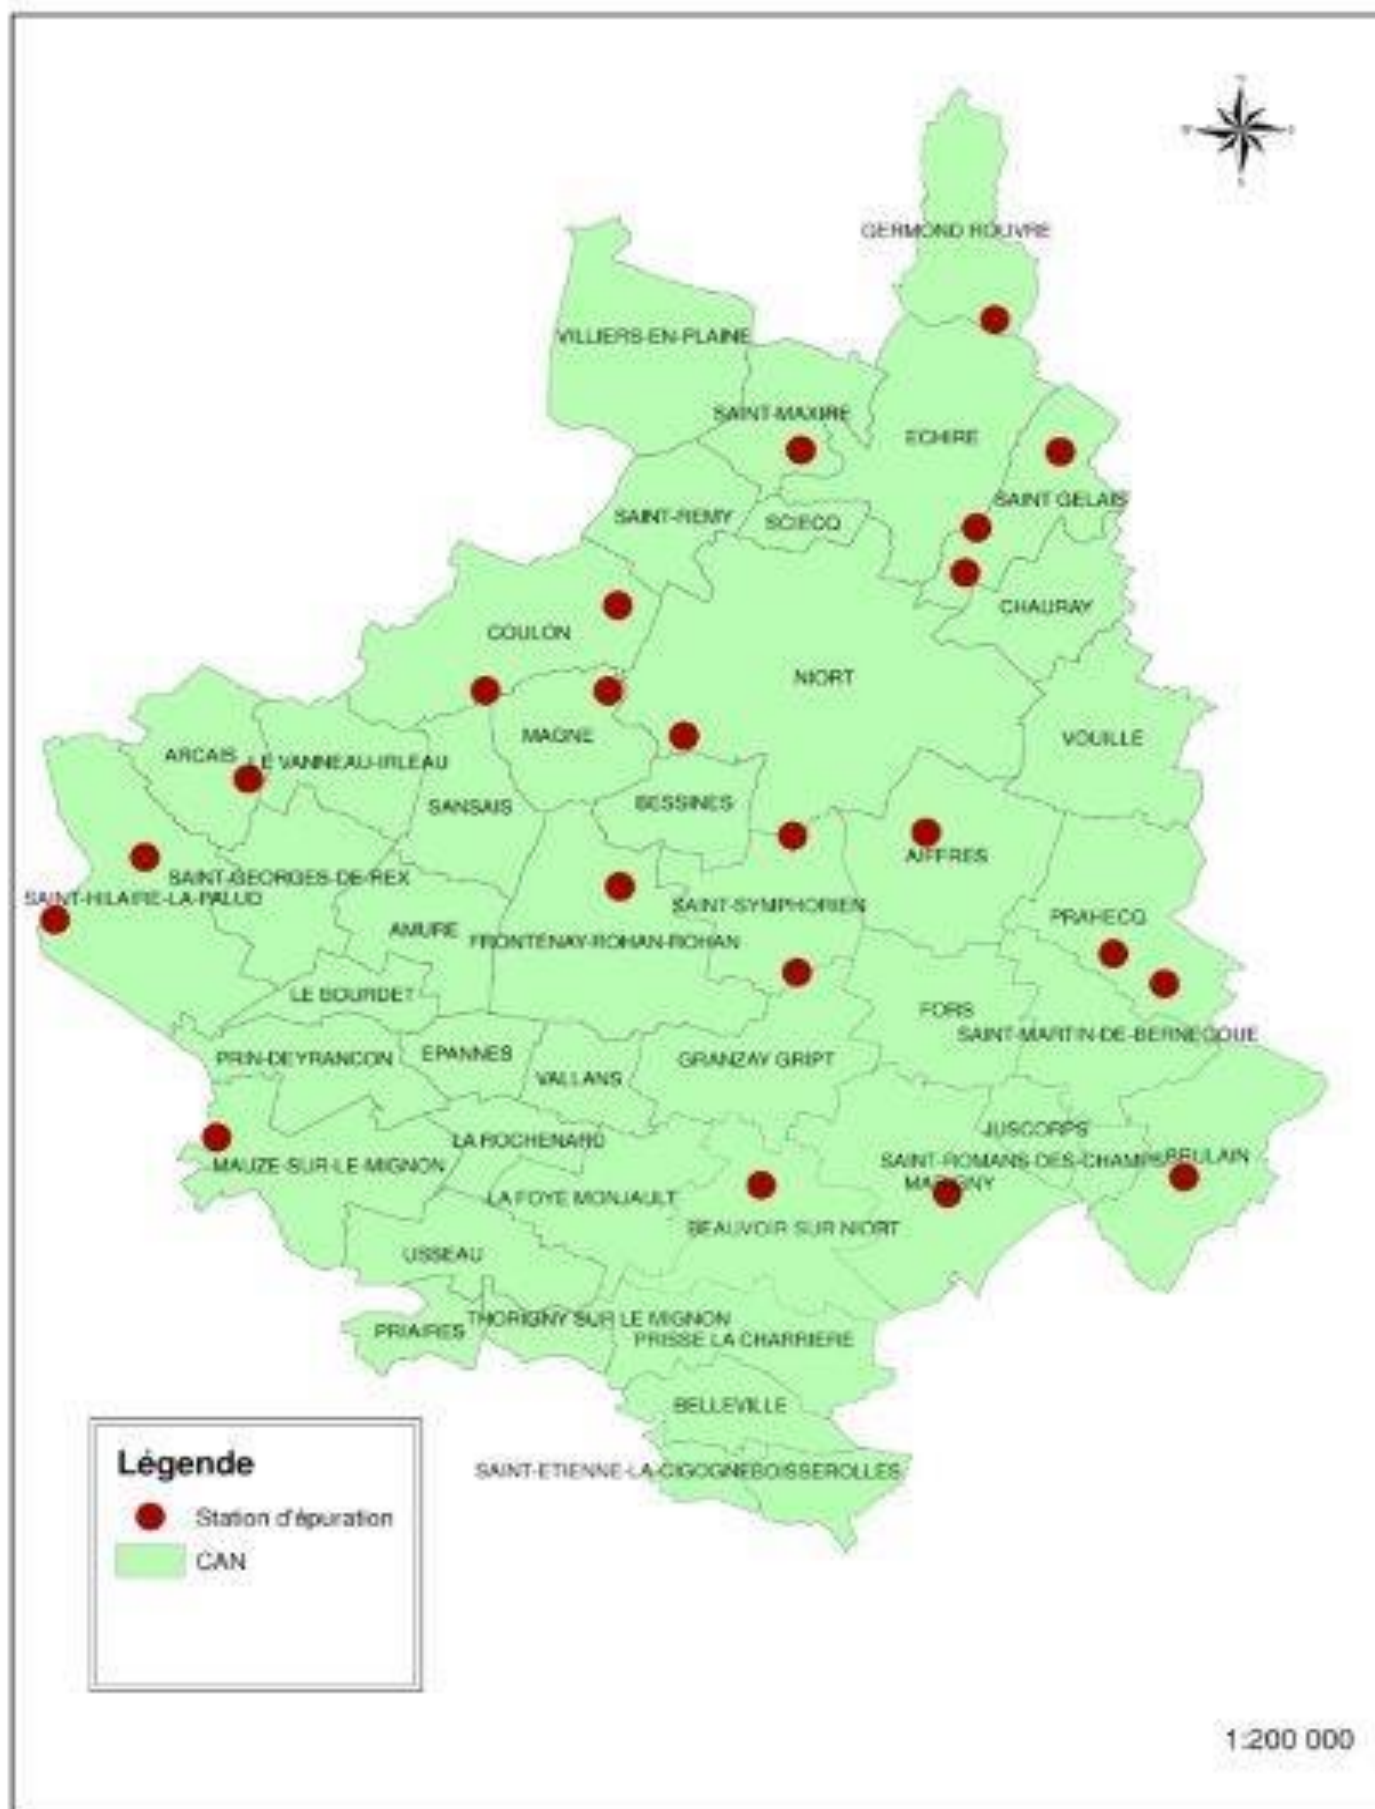 GERMOND ROUVRE
VILLIERS-EN-PLAINE
SAINT-MAXIRE
ECHIRE
SAINT GELAIS
SAINT-REMY
SCIECQ
CHAURAY
COULON
NIORT
MAGNE
VOUILLE
ARCAIS
LE VANNEAU-IRLEAU
SANSAIS
BESSINES
AIFFRES
SAINT-GEORGES-DE-REX
SAINT-HILAIRE-LA-PALUD
SAINT-SYMPHORIEN
PRAHECQ
AMURE
FRONTENAY-ROHAN-ROHAN
LE BOURDET
FORS
SAINT-MARTIN-DE-BERNEGOUE
PRIN-DEYRANCON
EPANNES
GRANZAY GRIPT
VALLANS
JUSCORPS
LA ROCHENARD
MAUZE-SUR-LE-MIGNON
SAINT-ROMANS-DES-CHAMPS
BRULAIN
MARIGNY
LA FOYE MONJAULT
BEAUVOIR SUR NIORT
USSEAU
THORIGNY SUR LE MIGNON
PRIAIRES
PRISSE LA CHARRIERE
BELLEVILLE
SAINT-ETIENNE-LA-CIGOGNE
BOISSEROLLES
Légende
Station d'épuration
CAN
1:200 000